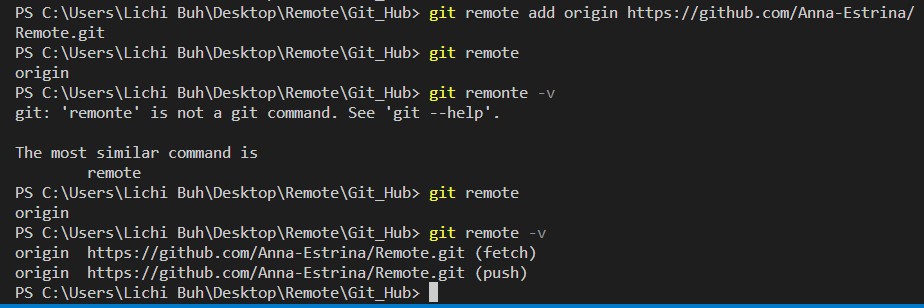 PS C:\Users\Lichi Buh\Desktop\Remote\Git_Hub> git remote add origin https://github.com/Anna-Estrina/
Remote.git
PS C:\Users\Lichi Buh\Desktop\Remote\Git_Hub> git remote
origin
PS C:\Users\Lichi Buh\Desktop\Remote\Git_Hub> git remonte -v
git: 'remonte' is not a git command. See 'git --help'.

The most similar command is
        remote
PS C:\Users\Lichi Buh\Desktop\Remote\Git_Hub> git remote
origin
PS C:\Users\Lichi Buh\Desktop\Remote\Git_Hub> git remote -v
origin  https://github.com/Anna-Estrina/Remote.git (fetch)
origin  https://github.com/Anna-Estrina/Remote.git (push)
PS C:\Users\Lichi Buh\Desktop\Remote\Git_Hub>